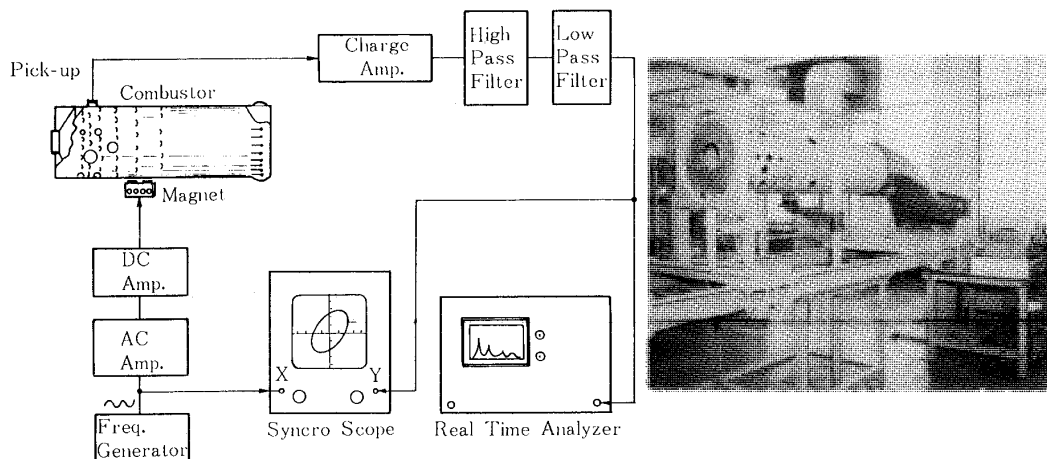 Pick-up
Combustor
Magnet
Charge
Amp.
High
Pass
Filter
Low
Pass
Filter
DC
Amp.
AC
Amp.
Freq.
Generator
X
Y
Syncro Scope
Real Time Analyzer